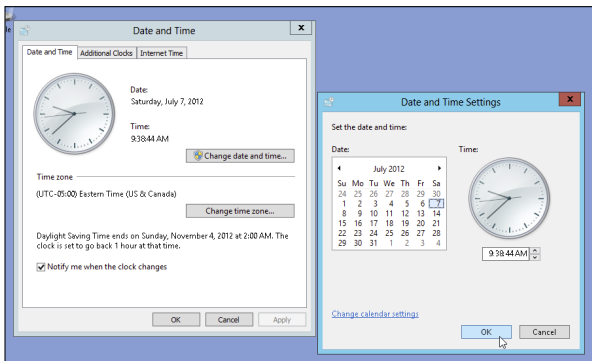 le
Date and Time
x
Date and Time
Additional Clocks
Internet Time
Date:
Saturday, July 7, 2012
Time:
9:38:44 AM
Change date and time...
Time zone
(UTC-05:00) Eastern Time (US & Canada)
Change time zone...
Daylight Saving Time ends on Sunday, November 4, 2012 at 2:00 AM. The
clock is set to go back 1 hour at that time.
Notify me when the clock changes
OK
Cancel
Apply
Date and Time Settings
x
Set the date and time:
Date:
Time:
July 2012
Su Mo Tu We Th Fr Sa
24 25 26 27 28 29 30
1 2 3 4 5 6 7
8 9 10 11 12 13 14
15 16 17 18 19 20 21
22 23 24 25 26 27 28
29 30 31 1 2 3 4
9:38:44 AM
Change calendar settings
OK
Cancel